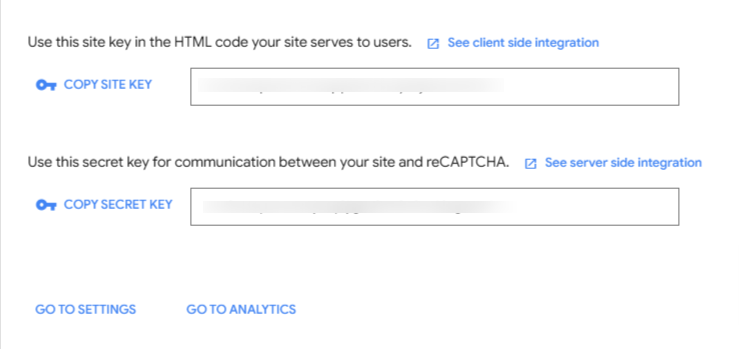 Use this site key in the HTML code your site serves to users. See client side integration
COPY SITE KEY
Use this secret key for communication between your site and reCAPTCHA. See server side integration
COPY SECRET KEY
GO TO SETTINGS GO TO ANALYTICS